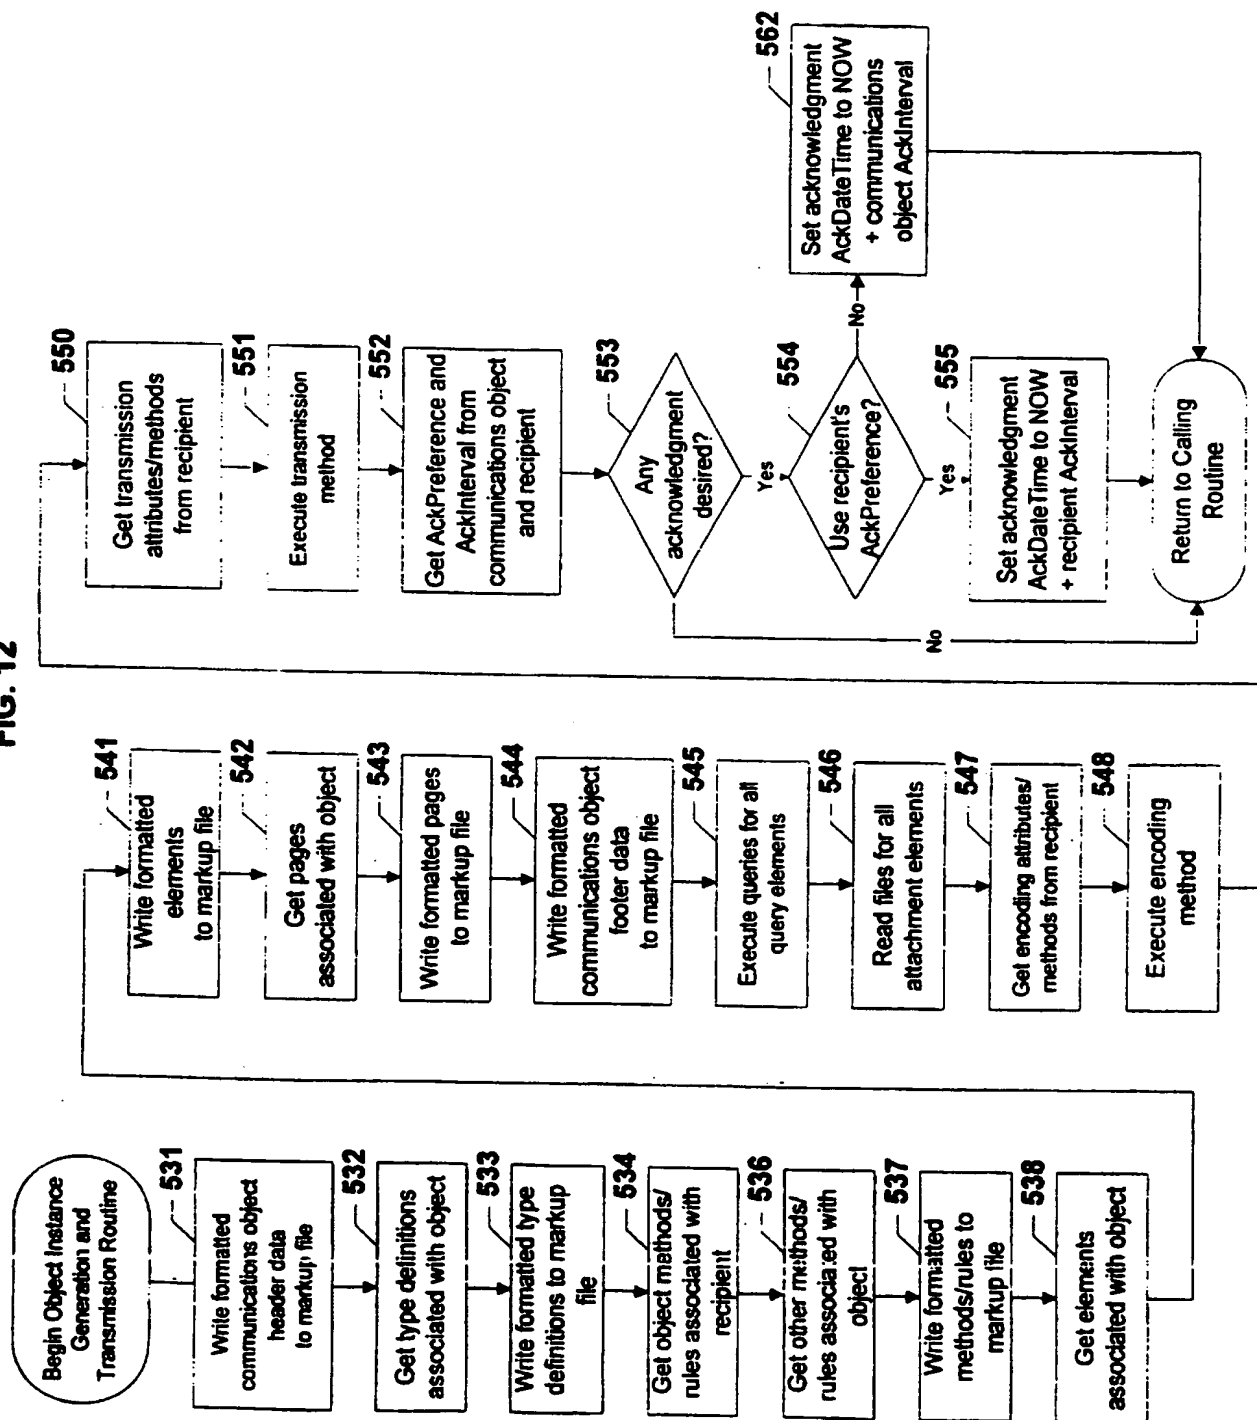 FIG. 12
Begin Object Instance
Generation and
Transmission Routine
531
Write formatted
communications object
header data
to markup file
532
Get type definitions
associated with object
533
Write formatted type
definitions to markup
file
534
Get object methods/
rules associated with
recipient
536
Get other methods/
rules associated with
object
537
Write formatted
methods/rules to
markup file
538
Get elements
associated with object
541
Write formatted
elements
to markup file
542
Get pages
associated with object
543
Write formatted pages
to markup file
544
Write formatted
communications object
footer data
to markup file
545
Execute queries for all
query elements
546
Read files for all
attachment elements
547
Get encoding attributes/
methods from recipient
548
Execute encoding
method
550
Get transmission
attributes/methods
from recipient
551
Execute transmission
method
552
Get AckPreference and
AckInterval from
communications object
and recipient
553
Any
acknowledgment
desired?
Yes
No
554
Use recipient's
AckPreference?
No
Yes
555
Set acknowledgment
AckDateTime to NOW
+ recipient AckInterval
562
Set acknowledgment
AckDateTime to NOW
+ communications
object AckInterval
Return to Calling
Routine